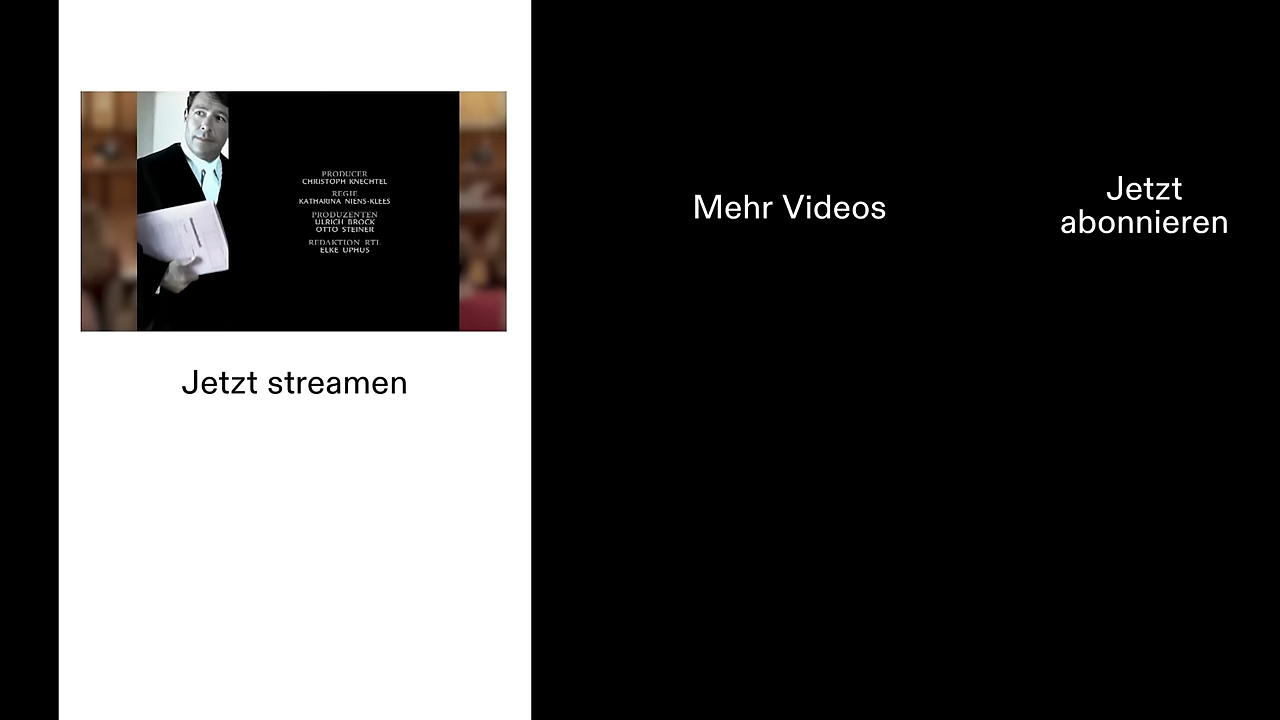 PRODUCER
CHRISTOPH KNECHTEL
REGIE
KATHARINA NIENS-KLEES
PRODUZENTEN
ULRICH BROCK
OTTO STEINER
REDAKTION RTL
ELKE UPHUS
Jetzt streamen
Mehr Videos
Jetzt
abonnieren